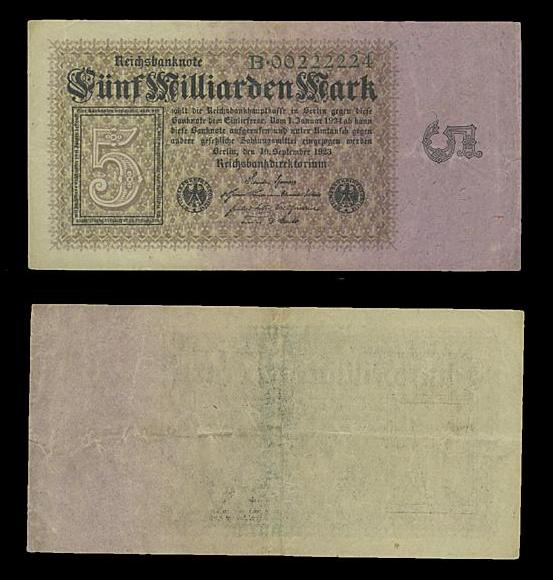 Reichsbanknote
B·00222224
Fünf Milliarden Mark
zahlt die Reichsbankhauptkasse in Berlin gegen diese
Banknote dem Einlieferer. Vom 1. Januar 1924 ab kann
diese Banknote aufgerufen und unter Umtausch gegen
andere gesetzliche Zahlungsmittel eingezogen werden
Berlin, den 10. September 1923
Reichsbankdirektorium
5
5